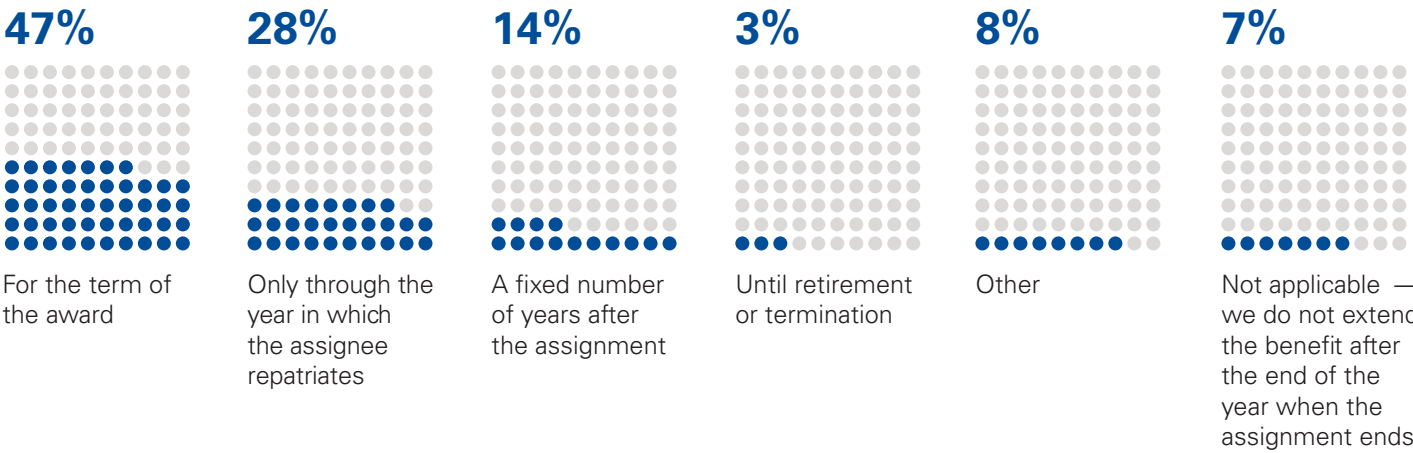 47%
For the term of
the award
28%
Only through the
year in which
the assignee
repatriates
14%
A fixed number
of years after
the assignment
3%
Until retirement
or termination
8%
Other
7%
Not applicable —
we do not extend
the benefit after
the end of the
year when the
assignment ends